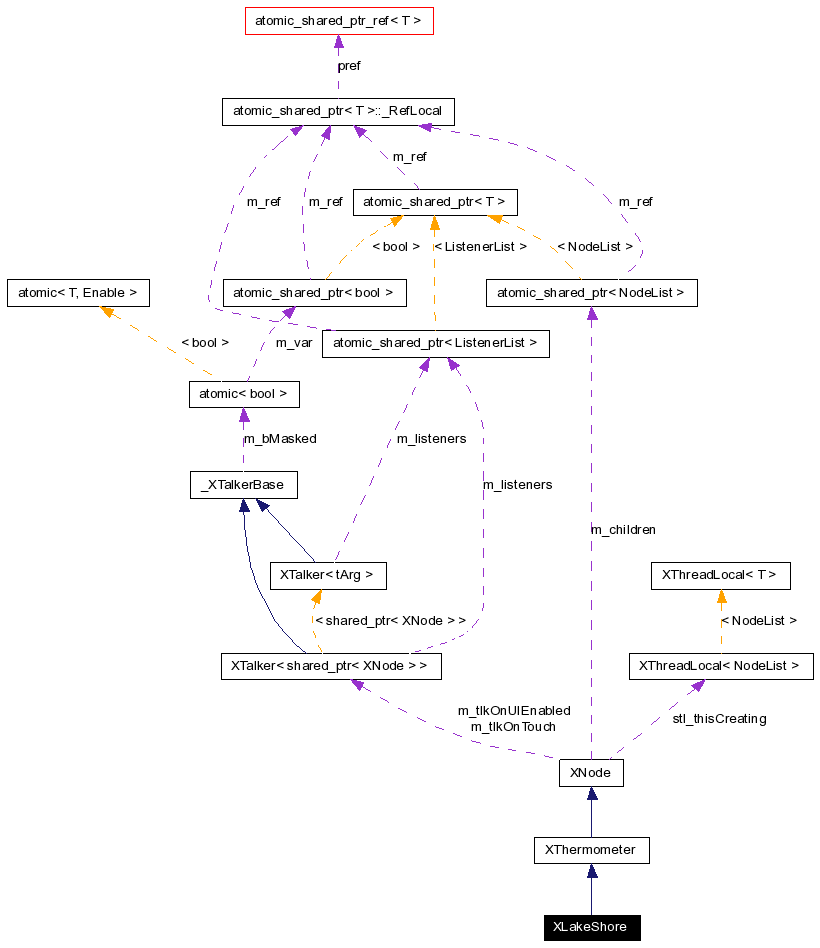 atomic_shared_ptr_ref< T >
pref
atomic_shared_ptr< T >::_RefLocal
m_ref
m_ref
m_ref
m_ref
atomic_shared_ptr< T >
< bool >
< ListenerList >
< NodeList >
atomic< T, Enable >
atomic_shared_ptr< bool >
atomic_shared_ptr< NodeList >
< bool >
m_var
atomic_shared_ptr< ListenerList >
atomic< bool >
m_bMasked
m_listeners
_XTalkerBase
m_listeners
m_children
XTalker< tArg >
XThreadLocal< T >
< shared_ptr< XNode > >
< NodeList >
XTalker< shared_ptr< XNode > >
XThreadLocal< NodeList >
m_tlkOnUIEnabled
m_tlkOnTouch
stl_thisCreating
XNode
XThermometer
XLakeShore